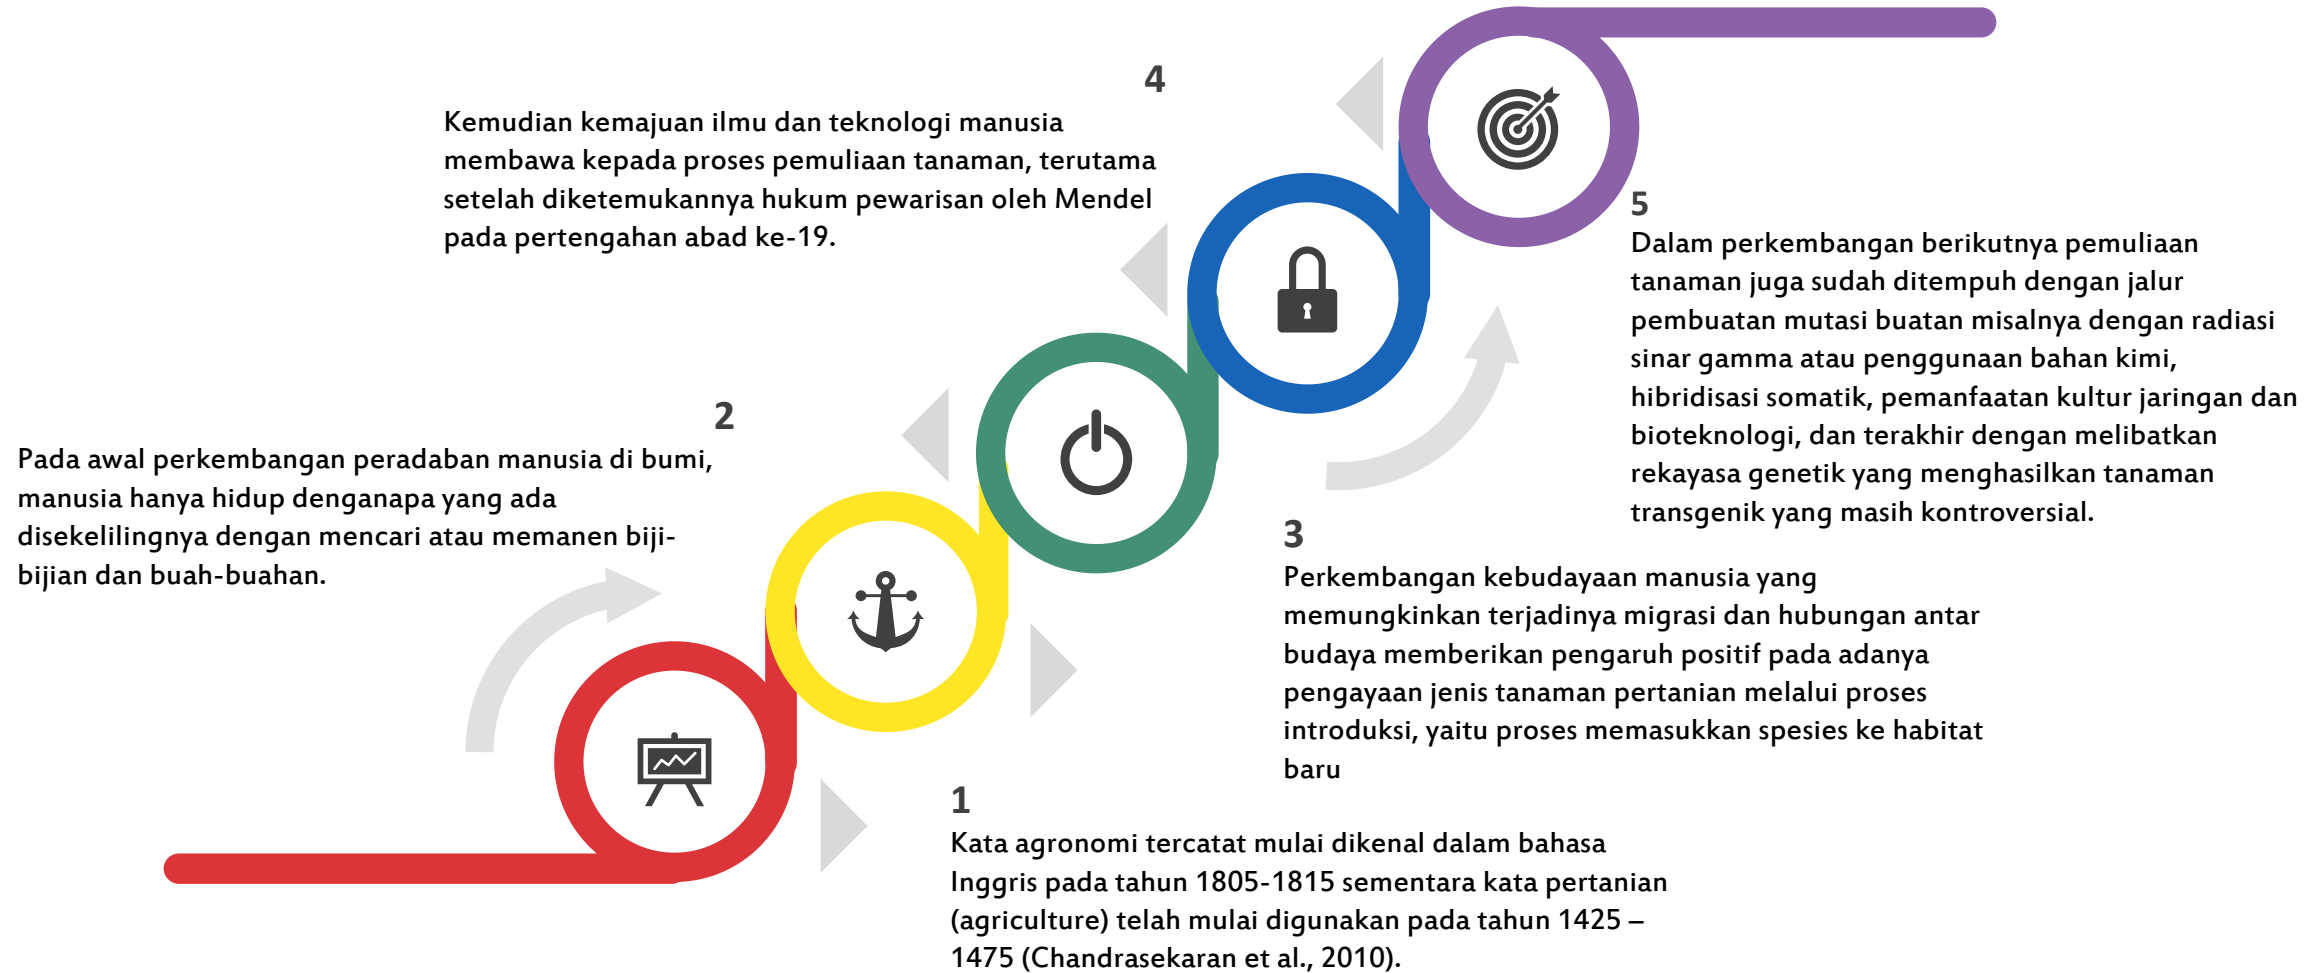 4
Kemudian kemajuan ilmu dan teknologi manusia
membawa kepada proses pemuliaan tanaman, terutama
setelah diketemukannya hukum pewarisan oleh Mendel
pada pertengahan abad ke-19.
5
Dalam perkembangan berikutnya pemuliaan
tanaman juga sudah ditempuh dengan jalur
pembuatan mutasi buatan misalnya dengan radiasi
sinar gamma atau penggunaan bahan kimi,
hibridisasi somatik, pemanfaatan kultur jaringan dan
bioteknologi, dan terakhir dengan melibatkan
rekayasa genetik yang menghasilkan tanaman
transgenik yang masih kontroversial.
2
Pada awal perkembangan peradaban manusia di bumi,
manusia hanya hidup denganapa yang ada
disekelilingnya dengan mencari atau memanen biji-
bijian dan buah-buahan.
3
Perkembangan kebudayaan manusia yang
memungkinkan terjadinya migrasi dan hubungan antar
budaya memberikan pengaruh positif pada adanya
pengayaan jenis tanaman pertanian melalui proses
introduksi, yaitu proses memasukkan spesies ke habitat
baru
1
Kata agronomi tercatat mulai dikenal dalam bahasa
Inggris pada tahun 1805-1815 sementara kata pertanian
(agriculture) telah mulai digunakan pada tahun 1425 –
1475 (Chandrasekaran et al., 2010).